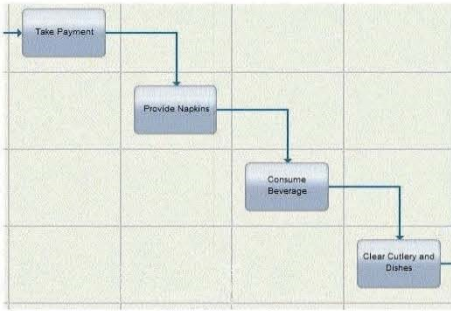 Take Payment
Provide Napkins
Consume
Beverage
Clear Cutlery and
Dishes